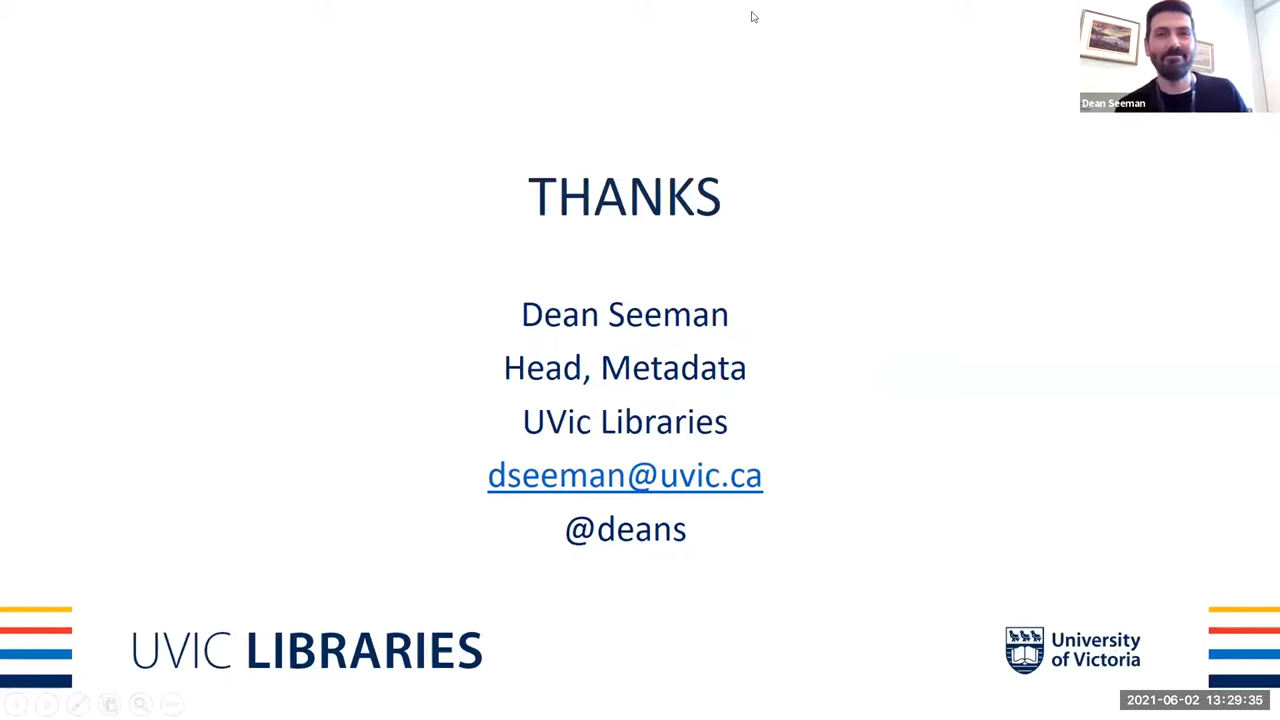 Dean Seeman
THANKS
Dean Seeman
Head, Metadata
UVic Libraries
dseeman@uvic.ca
@deans
UVIC LIBRARIES
University
of Victoria
2021-06-02 13:29:35